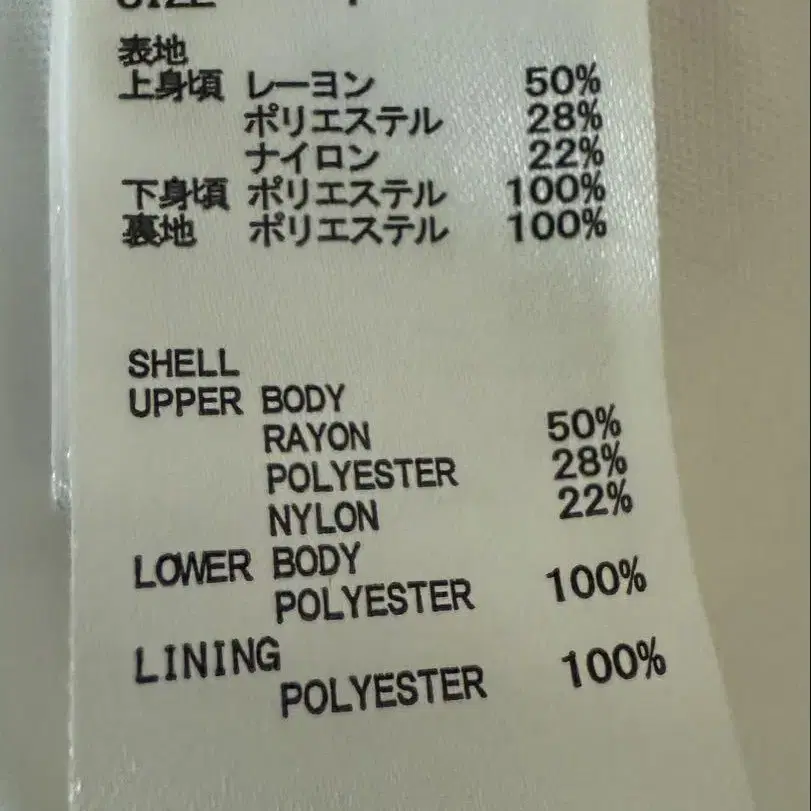 SIZE
表地
上身頃 レーヨン 50%
ポリエステル 28%
ナイロン 22%
下身頃 ポリエステル 100%
裏地 ポリエステル 100%
SHELL
UPPER BODY
RAYON 50%
POLYESTER 28%
NYLON 22%
LOWER BODY
POLYESTER 100%
LINING
POLYESTER 100%